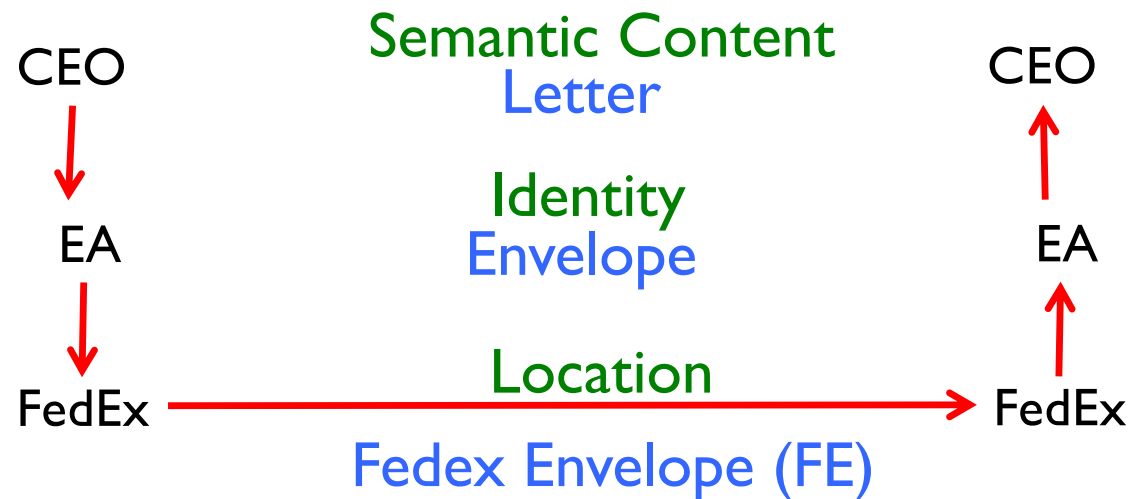 CEO
Semantic Content
Letter
CEO
EA
Identity
Envelope
EA
FedEx
Location
FedEx
Fedex Envelope (FE)